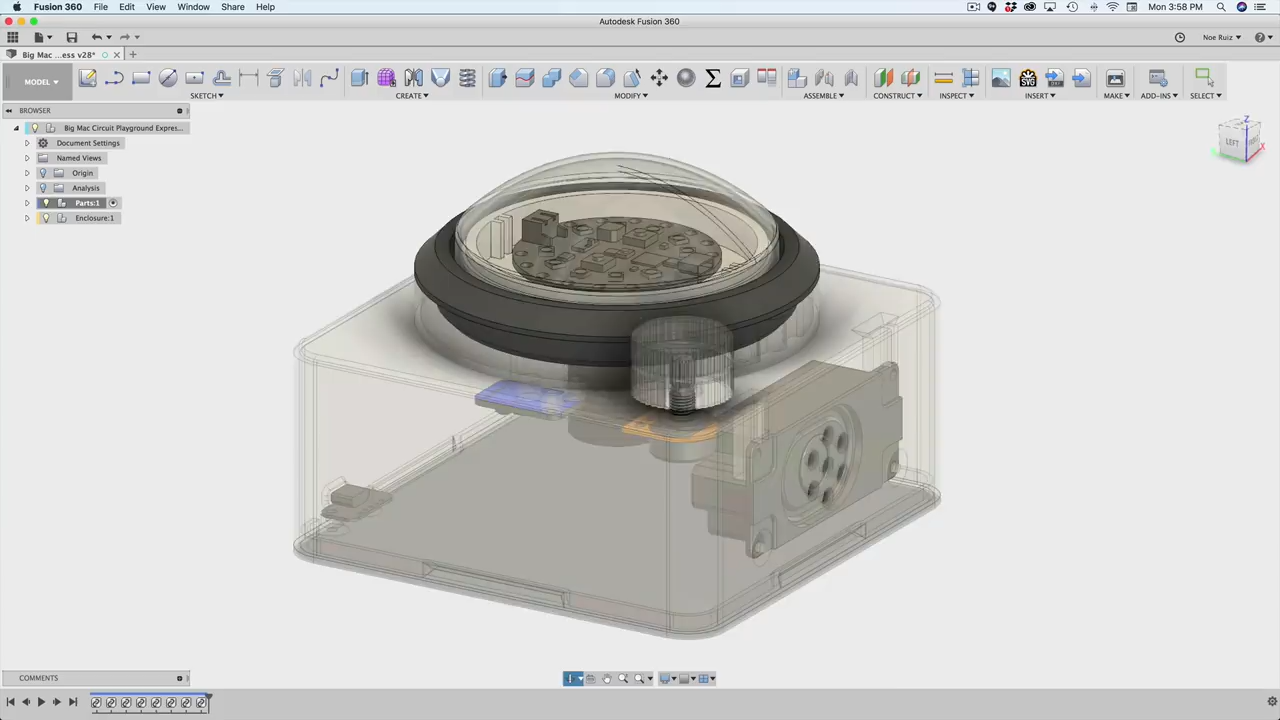 Fusion 360 File Edit View Window Share Help Mon 3:58 PM
Autodesk Fusion 360
Noe Ruiz
Big Mac ...ess v28*
MODEL
SKETCH CREATE MODIFY ASSEMBLE CONSTRUCT INSPECT INSERT MAKE ADD-INS SELECT
SVG
BROWSER
Big Mac Circuit Playground Expres...
Document Settings
Named Views
Origin
Analysis
Parts:1
Enclosure:1
Z
LEFT
X
COMMENTS